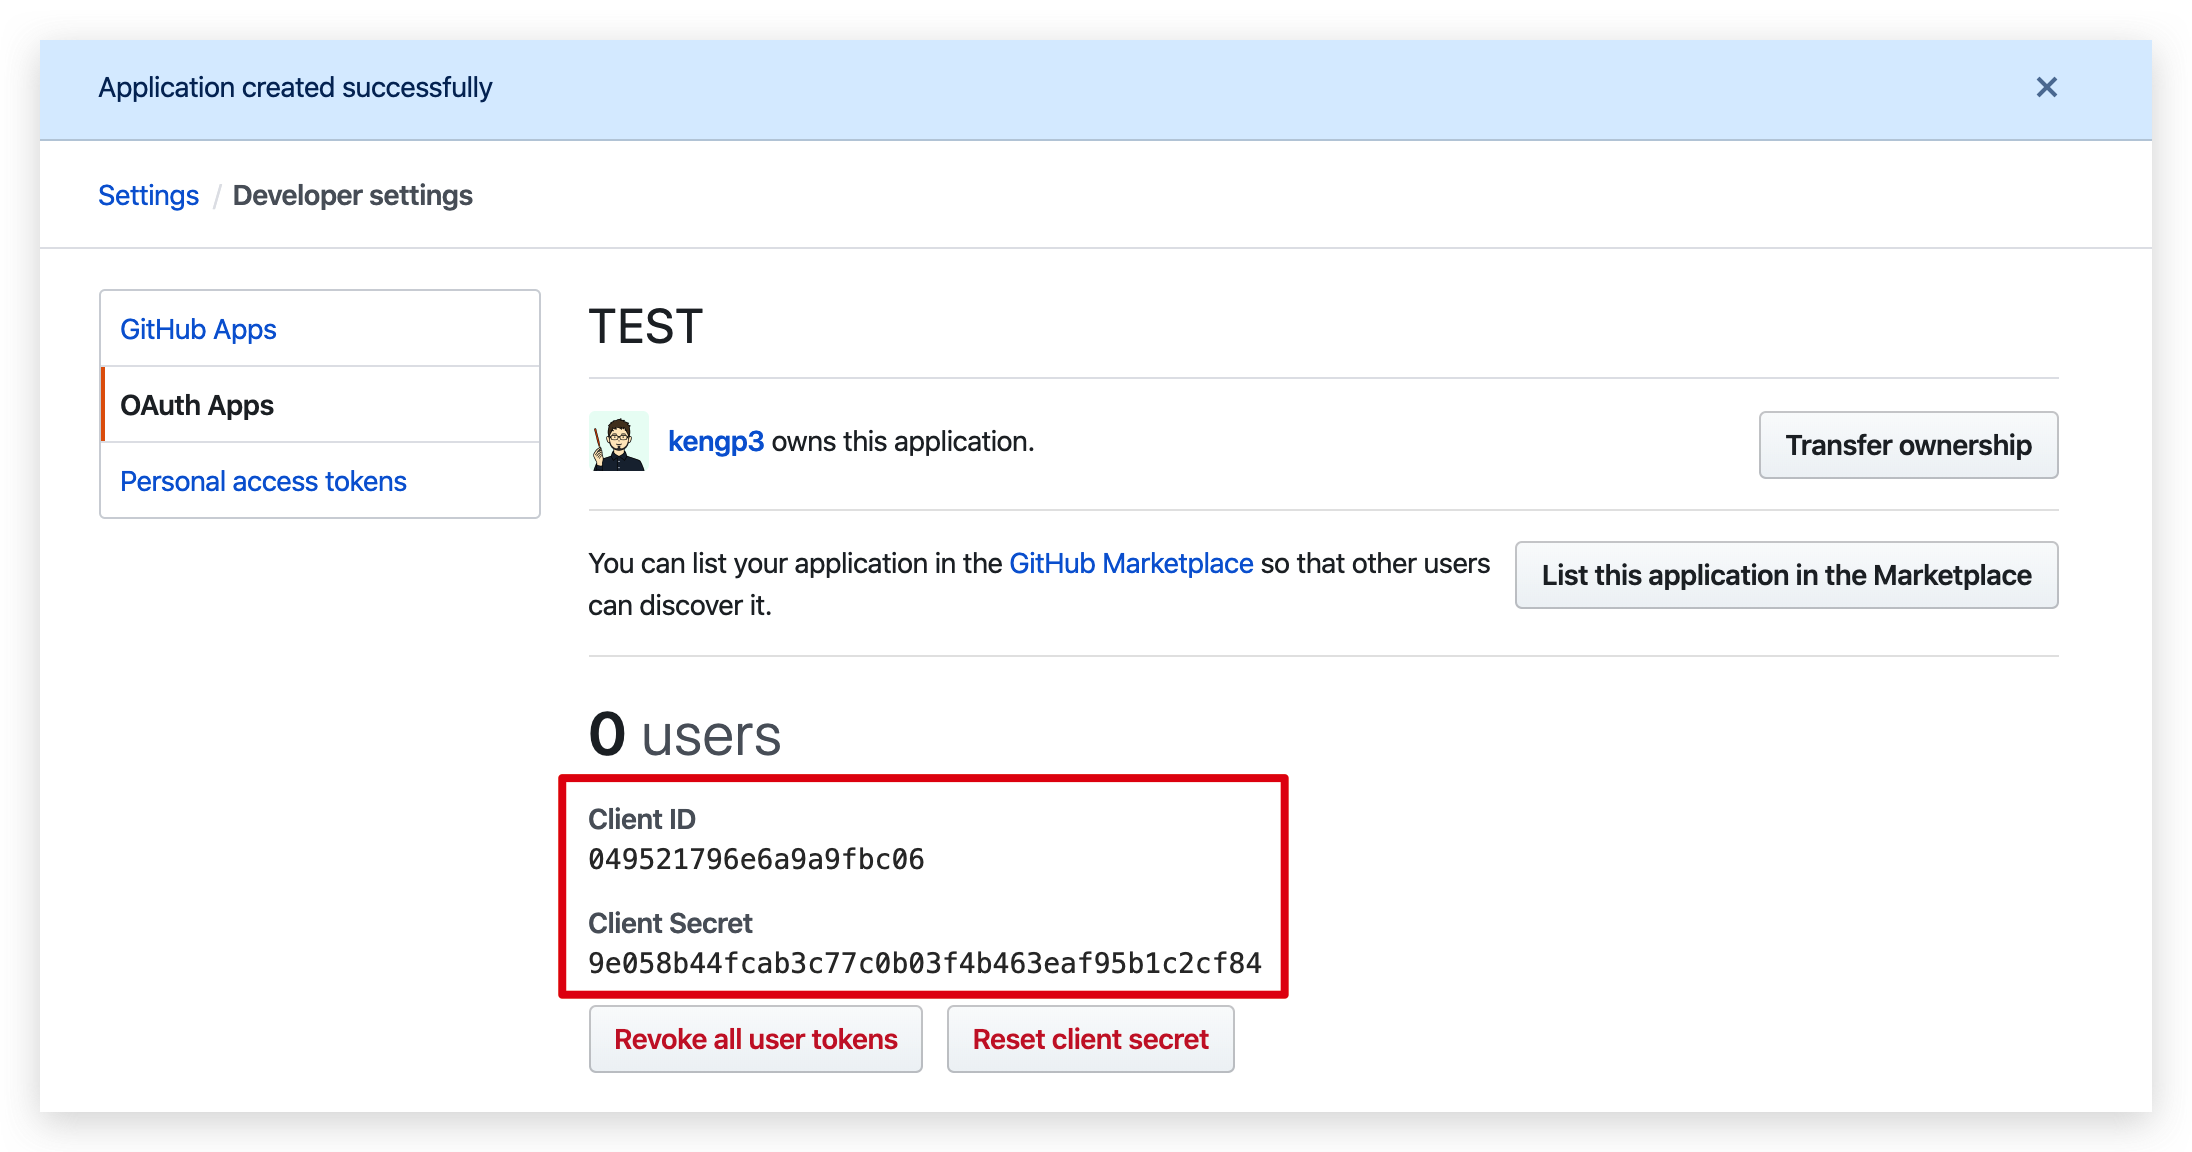 Application created successfully
Settings / Developer settings
GitHub Apps
OAuth Apps
Personal access tokens
TEST
kengp3 owns this application.
Transfer ownership
You can list your application in the GitHub Marketplace so that other users
can discover it.
List this application in the Marketplace
0 users
Client ID
049521796e6a9a9fbc06
Client Secret
9e058b44fcab3c77c0b03f4b463eaf95b1c2cf84
Revoke all user tokens
Reset client secret